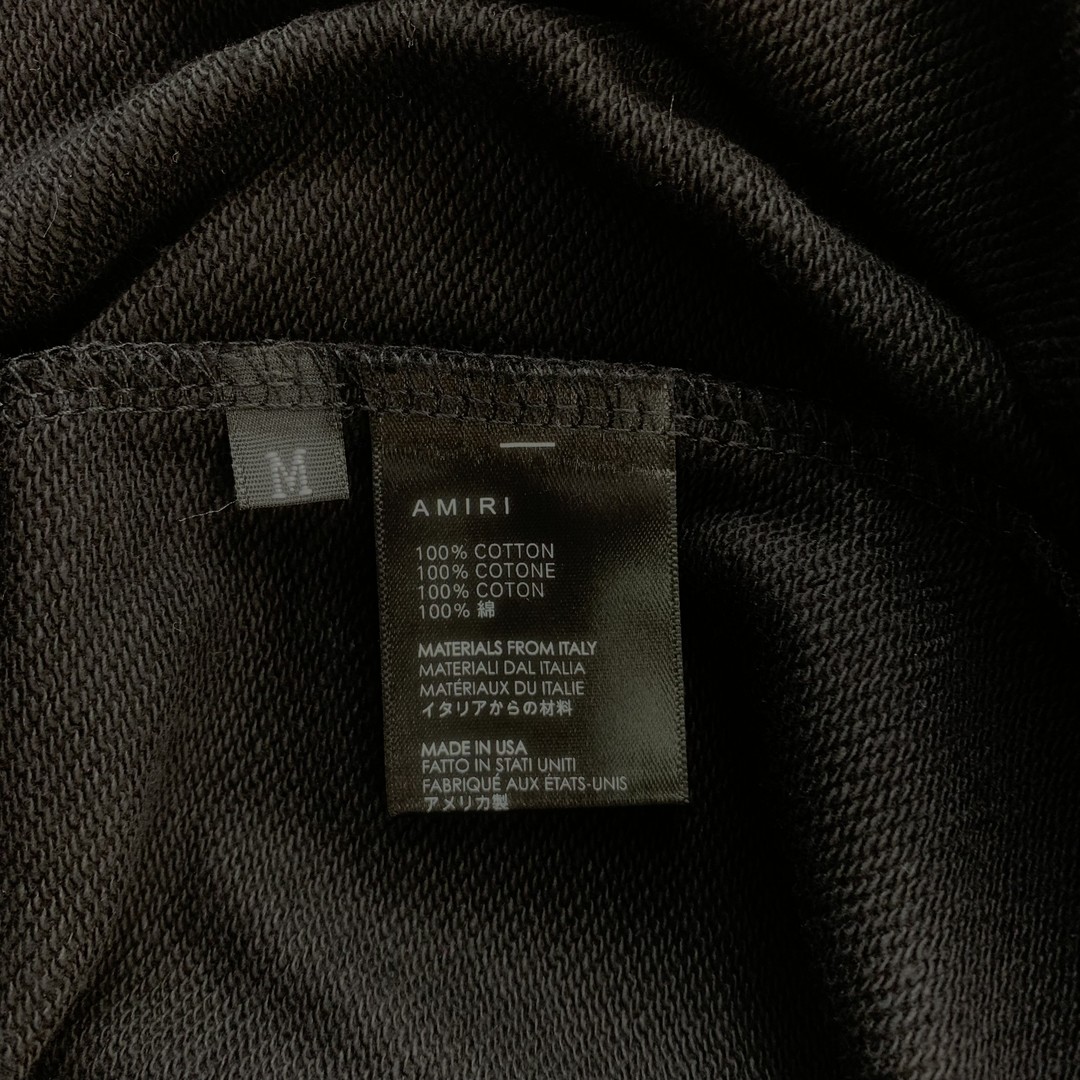 M
AMIRI
100% COTTON
100% COTONE
100% COTON
100% 綿
MATERIALS FROM ITALY
MATERIALI DAL ITALIA
MATÉRIAUX DU ITALIE
イタリアからの材料
MADE IN USA
FATTO IN STATI UNITI
FABRIQUÉ AUX ÉTATS-UNIS
アメリカ製